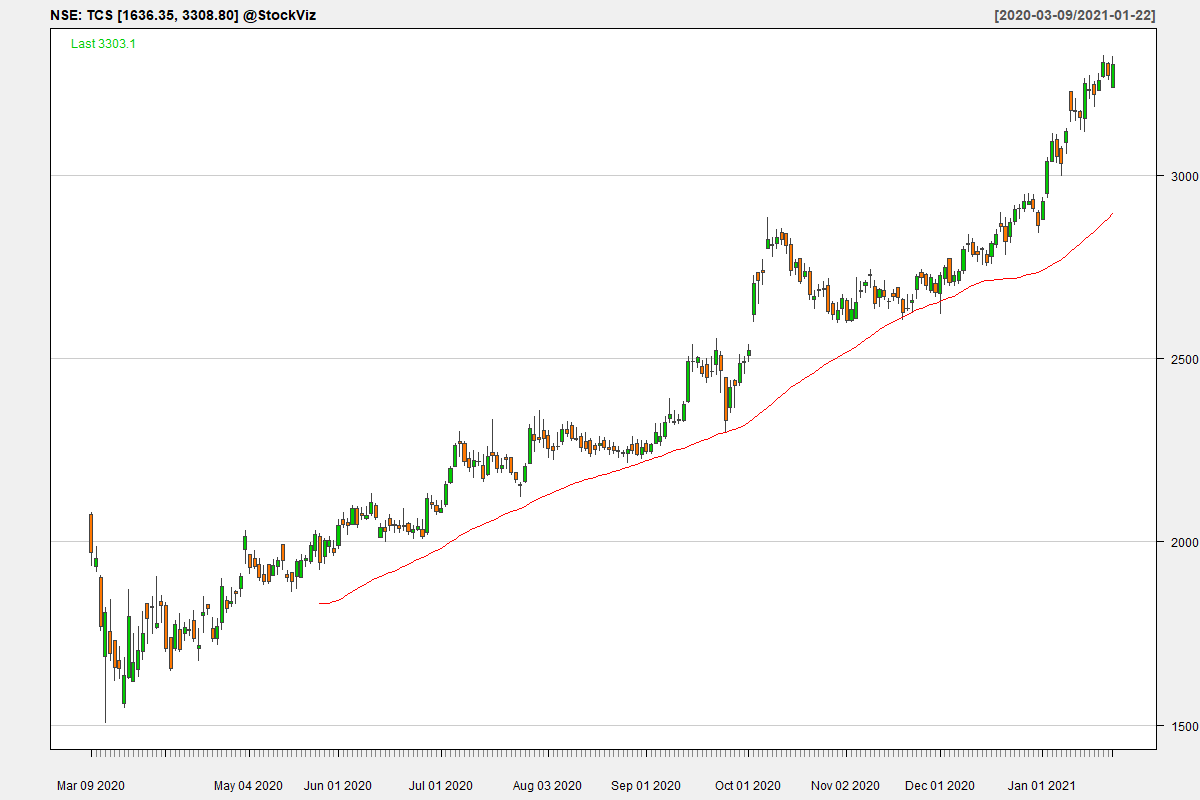 NSE: TCS [1636.35, 3308.80] @StockViz
[2020-03-09/2021-01-22]
Last 3303.1
3000
2500
2000
1500
Mar 09 2020 May 04 2020 Jun 01 2020 Jul 01 2020 Aug 03 2020 Sep 01 2020 Oct 01 2020 Nov 02 2020 Dec 01 2020 Jan 01 2021